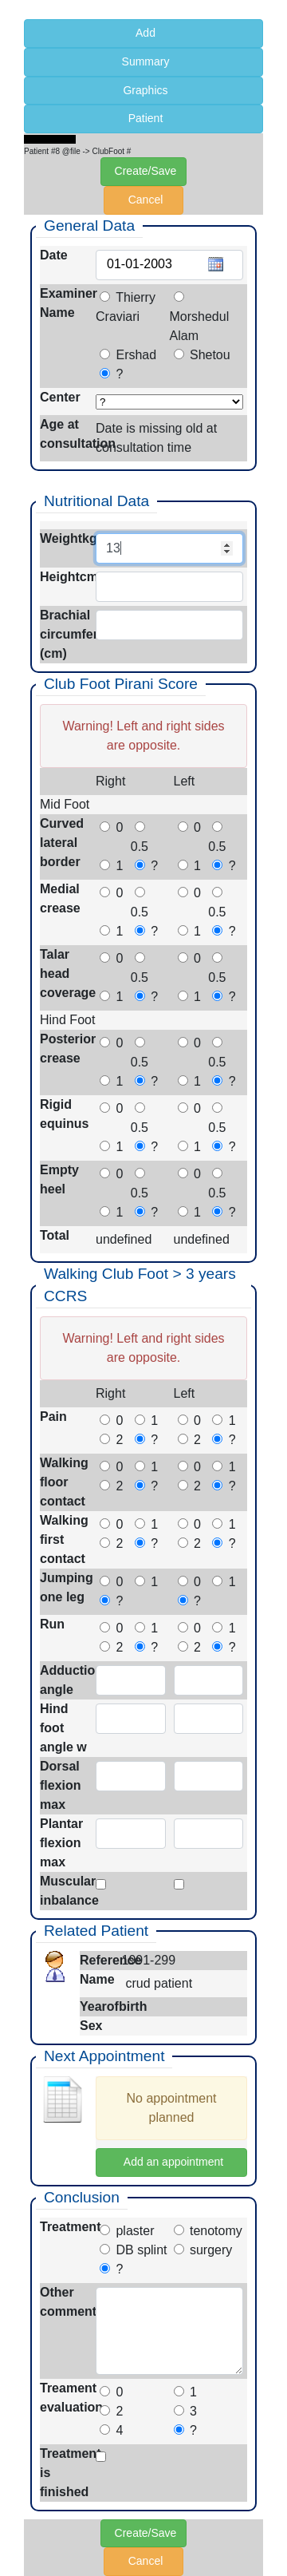 Add
Summary
Graphics
Patient
Patient #8 @file -> ClubFoot #
Create/Save
Cancel
General Data
Date 01-01-2003
Examiner Name
Thierry Craviari
Morshedul Alam
Ershad Shetou
?
Center ?
Age at consultation
Date is missing old at consultation time
Nutritional Data
Weightkg 13
Heightcm
Brachial
circumfer
(cm)
Club Foot Pirani Score
Warning! Left and right sides
are opposite.
Right Left
Mid Foot
Curved lateral border
0 0.5 0 0.5
1 ? 1 ?
Medial crease
0 0.5 0 0.5
1 ? 1 ?
Talar head coverage
0 0.5 0 0.5
1 ? 1 ?
Hind Foot
Posterior crease
0 0.5 0 0.5
1 ? 1 ?
Rigid equinus
0 0.5 0 0.5
1 ? 1 ?
Empty heel
0 0.5 0 0.5
1 ? 1 ?
Total undefined undefined
Walking Club Foot > 3 years
CCRS
Warning! Left and right sides
are opposite.
Right Left
Pain
0 1 0 1
2 ? 2 ?
Walking floor contact
0 1 0 1
2 ? 2 ?
Walking first contact
0 1 0 1
2 ? 2 ?
Jumping one leg
0 1 0 1
? ?
Run
0 1 0 1
2 ? 2 ?
Adductio
angle
Hind
foot
angle w
Dorsal
flexion
max
Plantar
flexion
max
Muscular
inbalance
Related Patient
Reference 1991-299
Name crud patient
Yearofbirth
Sex
Next Appointment
No appointment
planned
Add an appointment
Conclusion
Treatment
plaster tenotomy
DB splint surgery
?
Other
comment
Treament evaluation
0 1
2 3
4 ?
Treatment
is
finished
Create/Save
Cancel